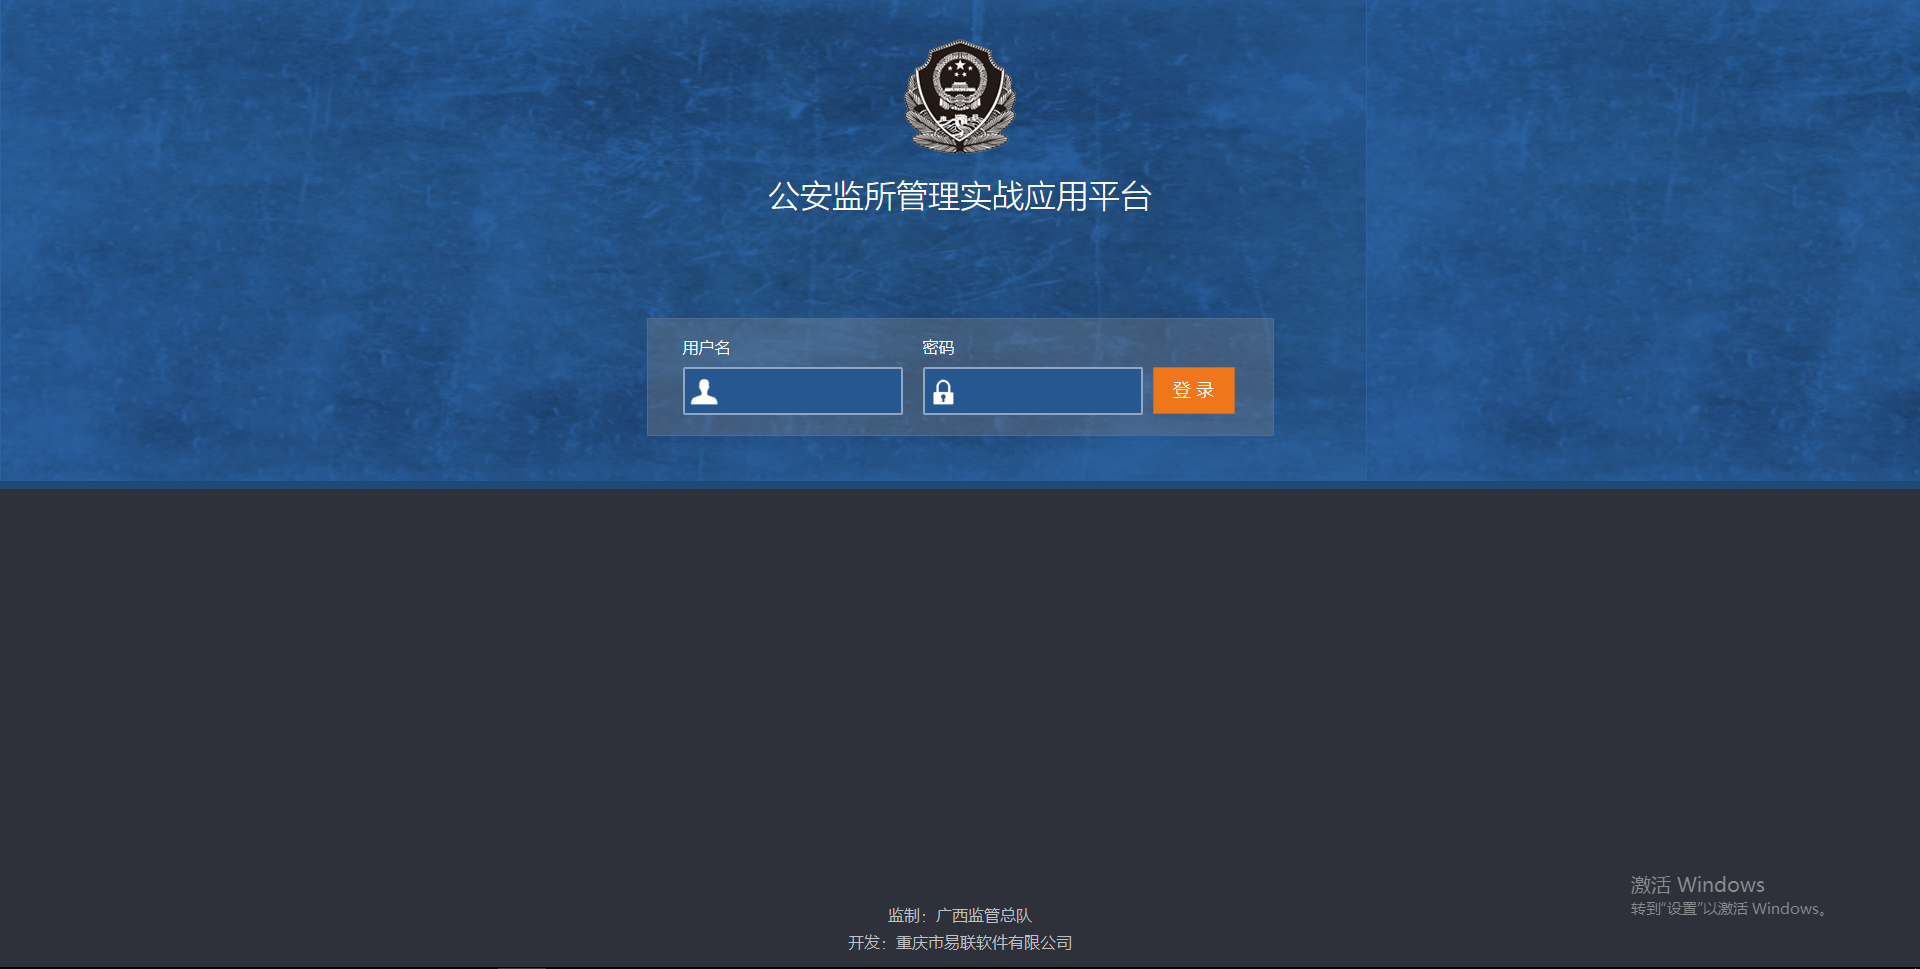 公安监所管理实战应用平台
用户名
密码
登 录
激活 Windows
转到“设置”以激活 Windows。
监制：广西监管总队
开发：重庆市易联软件有限公司